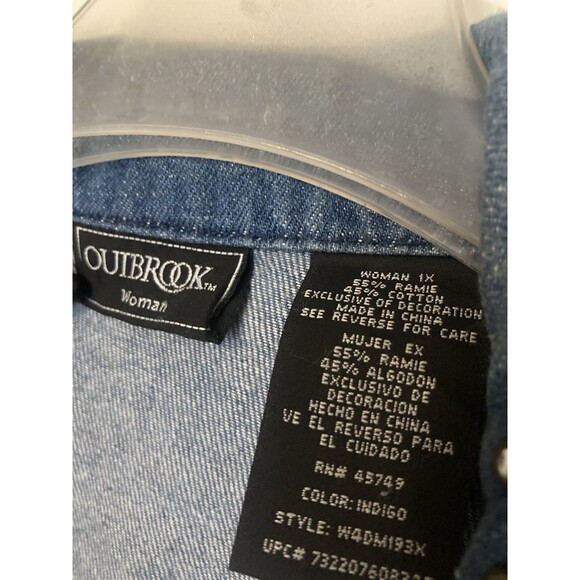 OUTBROOK™
Woman
WOMAN 1X
55% RAMIE
45% COTTON
EXCLUSIVE OF DECORATION
MADE IN CHINA
SEE REVERSE FOR CARE
MUJER EX
55% RAMIE
45% ALGODON
EXCLUSIVO DE
DECORACION
HECHO EN CHINA
VE EL REVERSO PARA
EL CUIDADO
RN# 45749
COLOR: INDIGO
STYLE: W4DM193X
UPC#